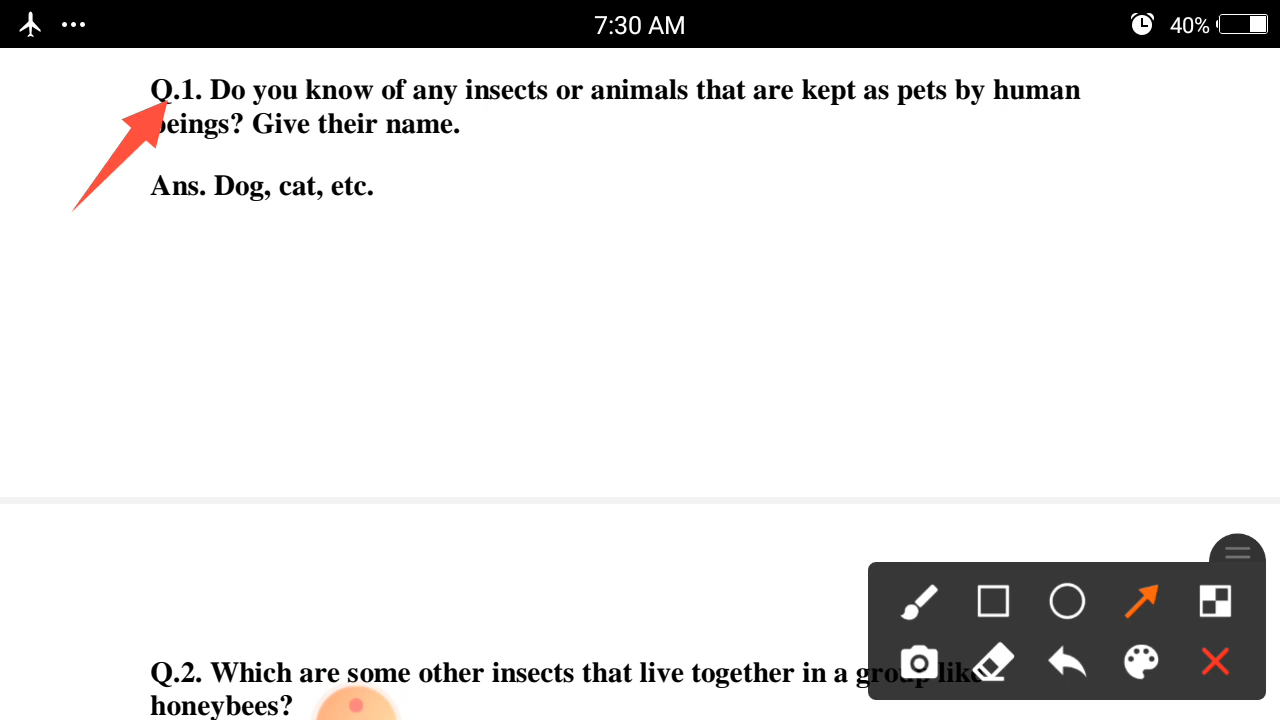 7:30 AM
40%
Q.1. Do you know of any insects or animals that are kept as pets by human
beings? Give their name.
Ans. Dog, cat, etc.
Q.2. Which are some other insects that live together in a group like
honeybees?